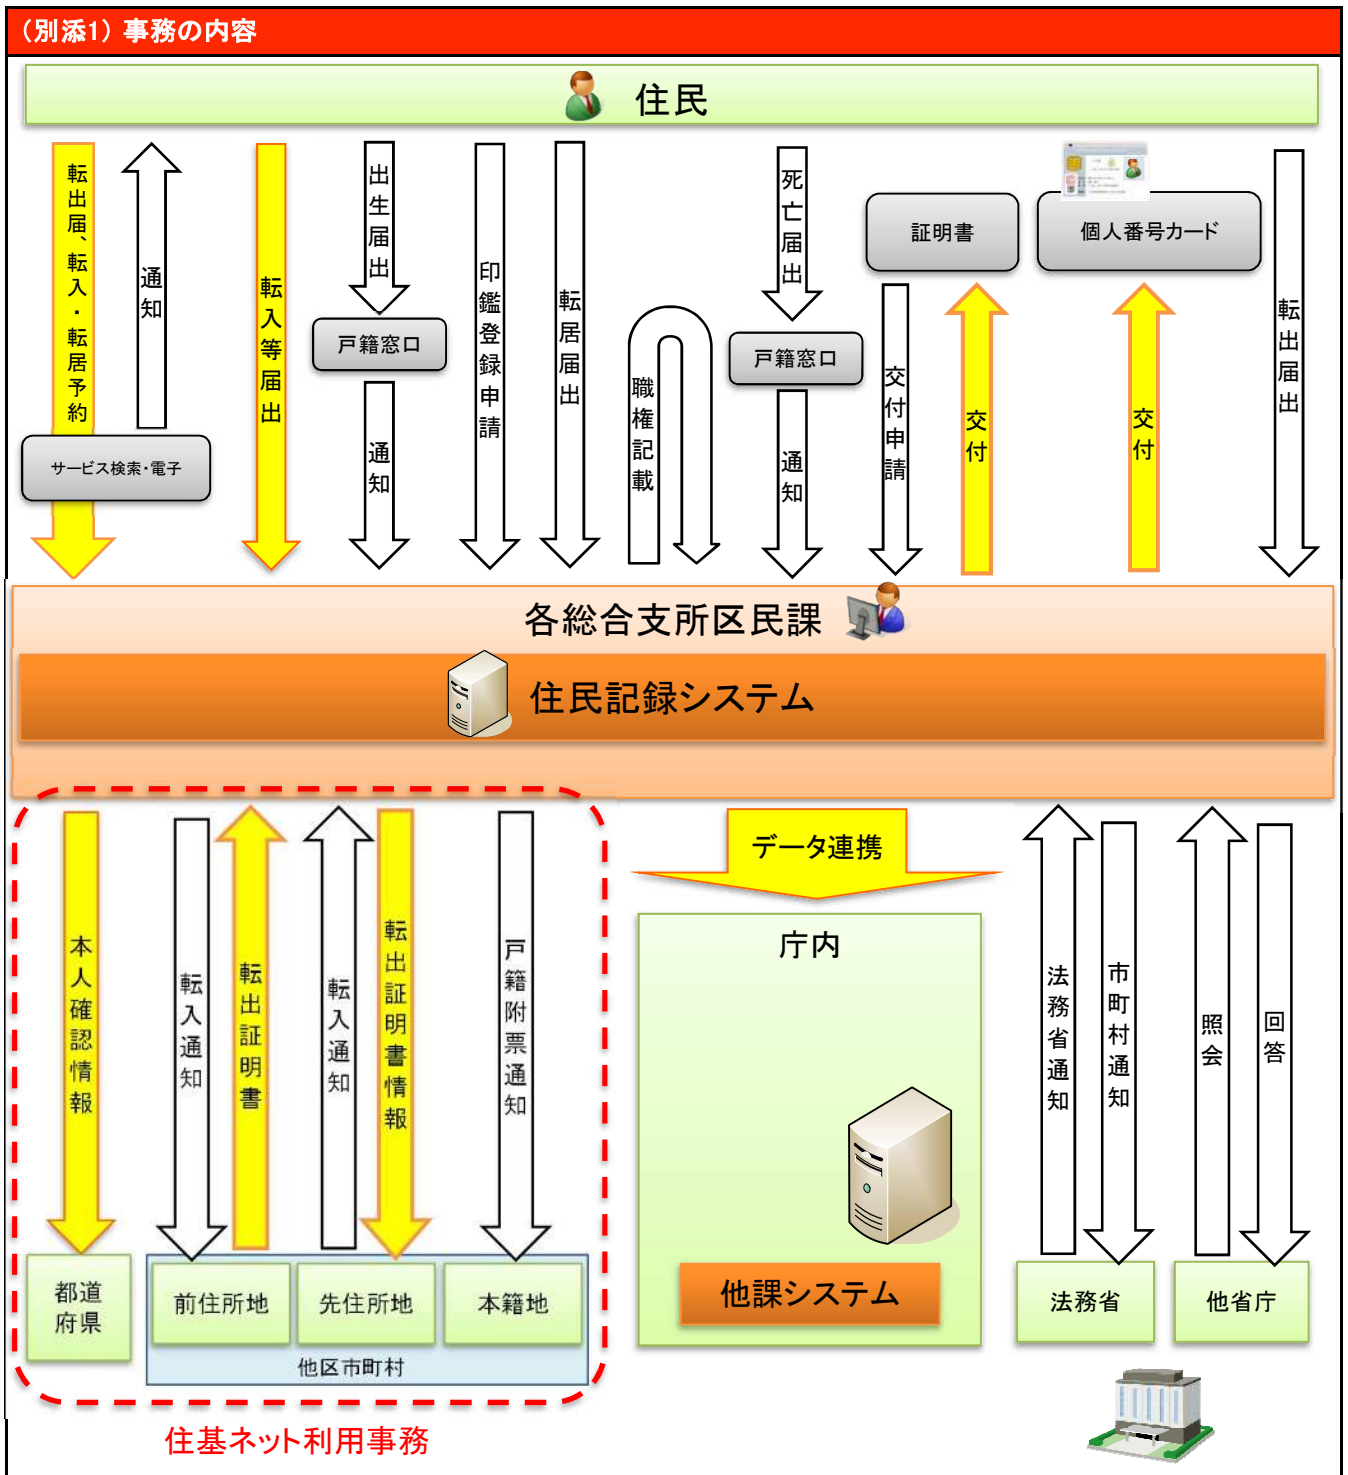 （別添1）事務の内容
住民
転出届、転入・転居予約
通知
サービス検索・電子
転入等届出
出生届出
戸籍窓口
通知
印鑑登録申請
転居届出
職権記載
死亡届出
戸籍窓口
通知
証明書
交付申請
交付
個人番号カード
交付
転出届出
各総合支所区民課
住民記録システム
本人確認情報
転入通知
転出証明書
転入通知
転出証明書情報
戸籍附票通知
データ連携
庁内
他課システム
法務省通知
市町村通知
照会
回答
都道
府県
前住所地
先住所地
本籍地
他区市町村
法務省
他省庁
住基ネット利用事務